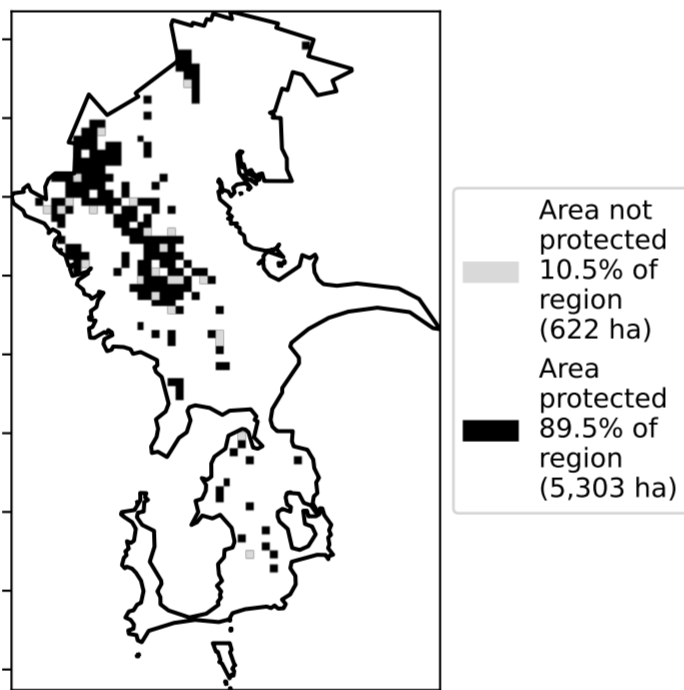 Area not
protected
10.5% of
region
(622 ha)
Area
protected
89.5% of
region
(5,303 ha)